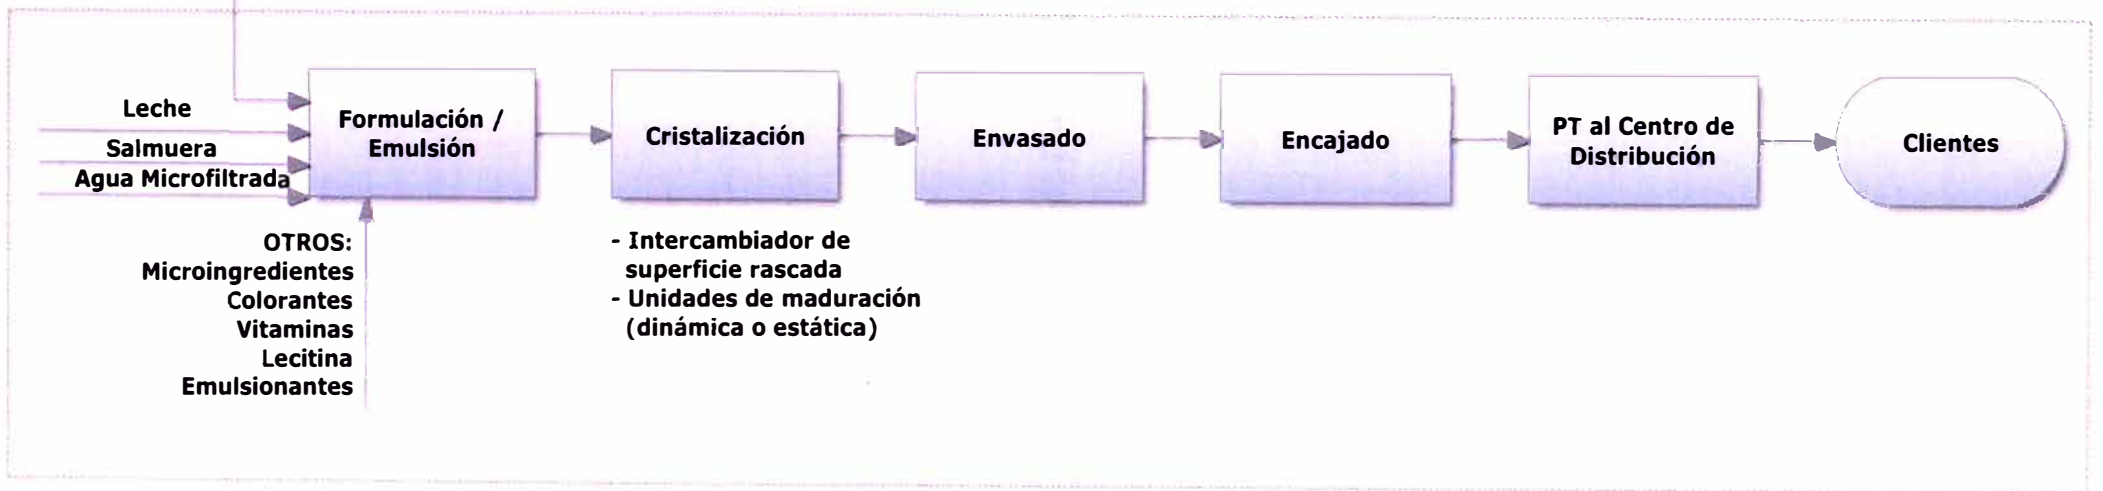 Leche
Salmuera
Agua Microfiltrada
Formulación /
Emulsión
Cristalización
Envasado
Encajado
PT al Centro de
Distribución
Clientes
OTROS:
Microingredientes
Colorantes
Vitaminas
Lecitina
Emulsionantes
- Intercambiador de
superficie rascada
- Unidades de maduración
(dinámica o estática)